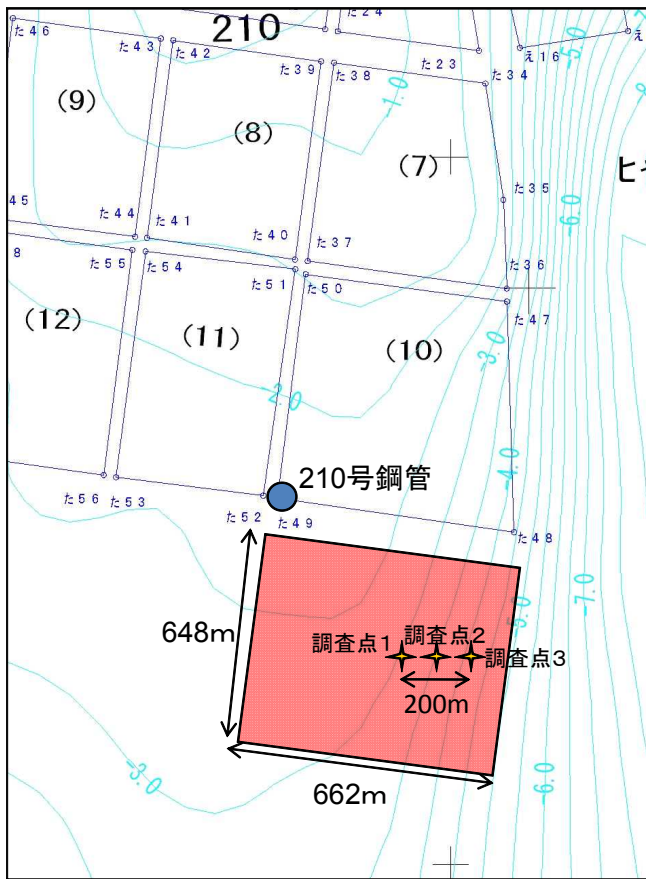 た24
た46
た43
た42
210
た39
た38
た23
た34
え16
-5.0
(9)
(8)
-1.0
(7)
ヒ
た35
-6.0
45
た44
た41
た40
た37
た36
8
た55
た54
た51
た50
た47
(12)
(11)
(10)
-3.0
-2.0
-4.0
210号鋼管
た56
た53
た52
た49
た48
-7.0
-5.0
648m
調査点1
調査点2
調査点3
200m
-3.0
662m
-6.0